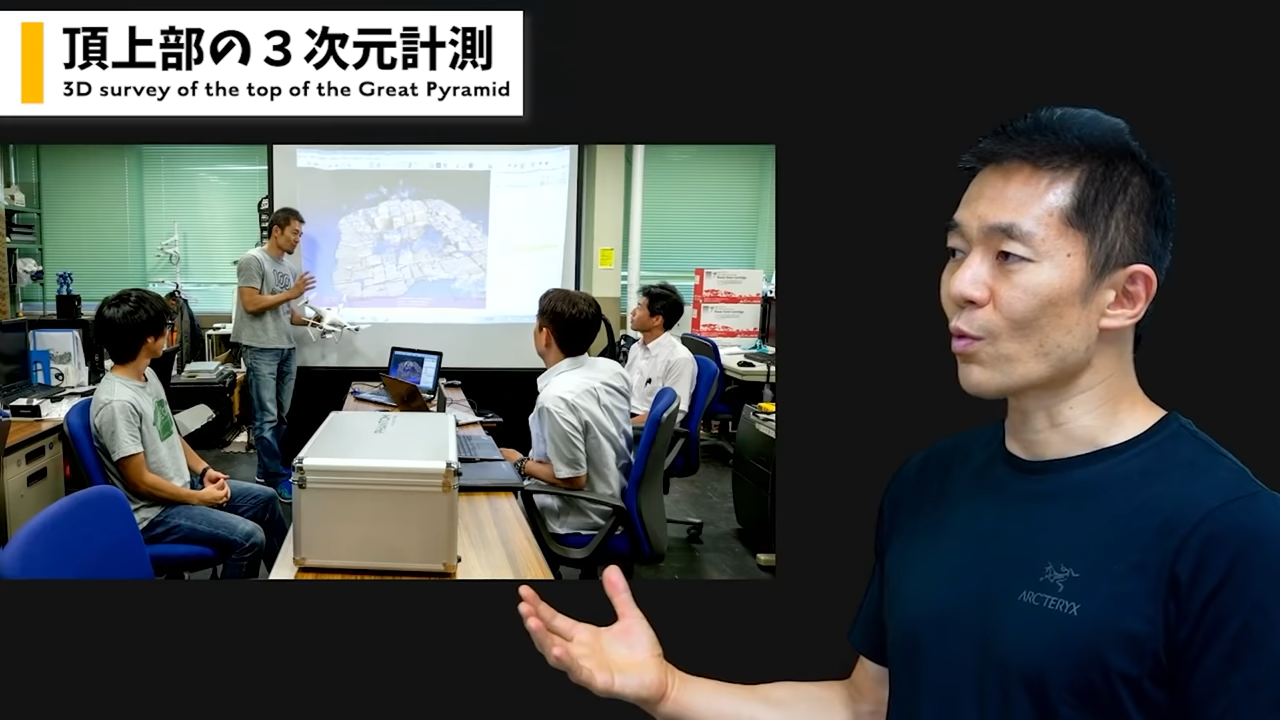 頂上部の３次元計測
3D survey of the top of the Great Pyramid
100
ARC'TERYX